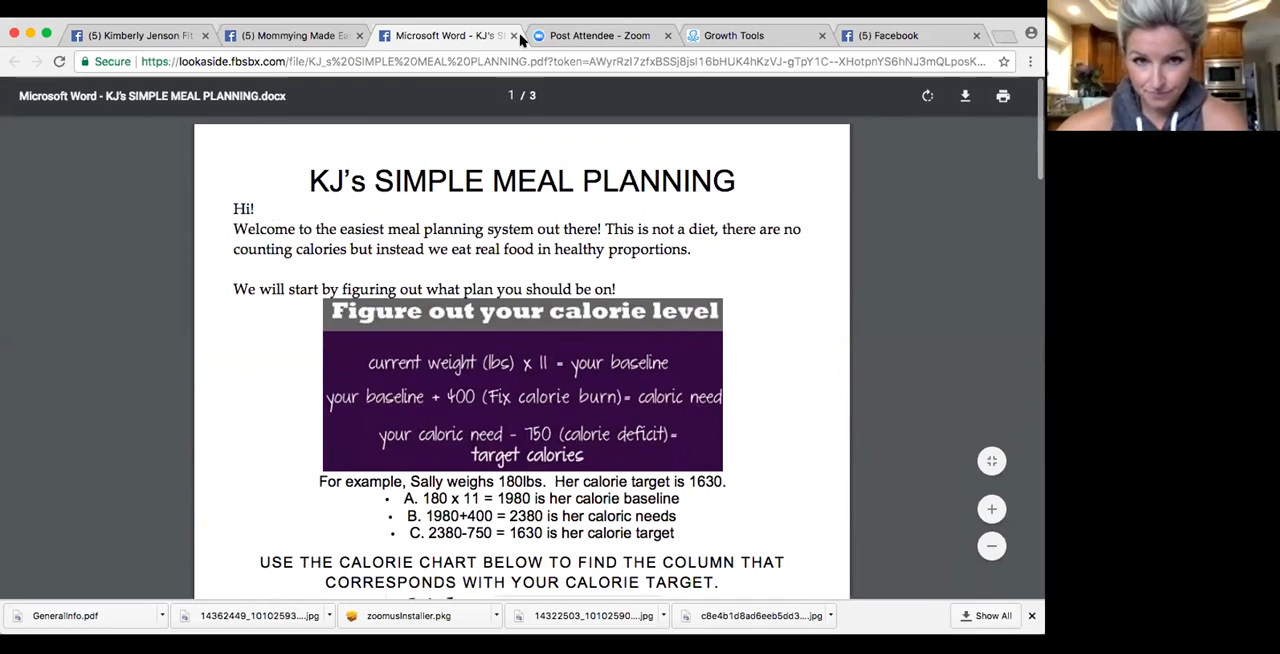 (5) Kimberly Jenson Fit
(5) Mommying Made Ea
Microsoft Word - KJ's S
Post Attendee - Zoom
Growth Tools
(5) Facebook
Secure
https://lookaside.fbsbx.com/file/KJ_s%20SIMPLE%20MEAL%20PLANNING.pdf?token=
Microsoft Word - KJ's SIMPLE MEAL PLANNING.docx
1 / 3
KJ's SIMPLE MEAL PLANNING
Hi!
Welcome to the easiest meal planning system out there! This is not a diet, there are no
counting calories but instead we eat real food in healthy proportions.
We will start by figuring out what plan you should be on!
Figure out your calorie level
current weight (lbs) x 11 = your baseline
your baseline + 400 (Fix calorie burn)= caloric need
your caloric need - 750 (calorie deficit)=
target calories
For example, Sally weighs 180lbs. Her calorie target is 1630.
• A. 180 x 11 = 1980 is her calorie baseline
• B. 1980+400 = 2380 is her caloric needs
• C. 2380-750 = 1630 is her calorie target
USE THE CALORIE CHART BELOW TO FIND THE COLUMN THAT
CORRESPONDS WITH YOUR CALORIE TARGET.
GeneralInfo.pdf
14362449_10102593....jpg
zoomusInstaller.pkg
14322503_10102590....jpg
c8e4b1d8ad6eeb5dd3....jpg
Show All